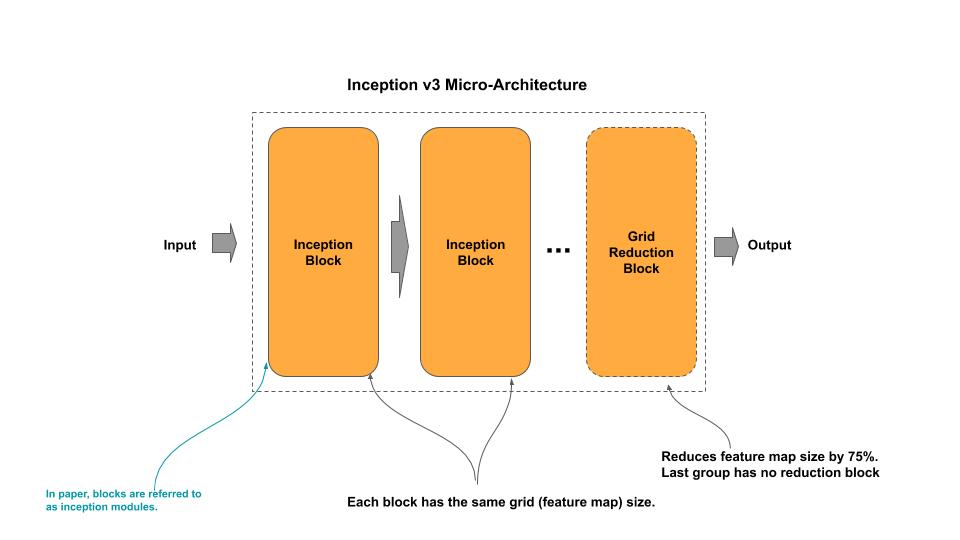 Inception v3 Micro-Architecture
Input
Inception
Block
Inception
Block
...
Grid
Reduction
Block
Output
Reduces feature map size by 75%.
Last group has no reduction block
In paper, blocks are referred to
as inception modules.
Each block has the same grid (feature map) size.